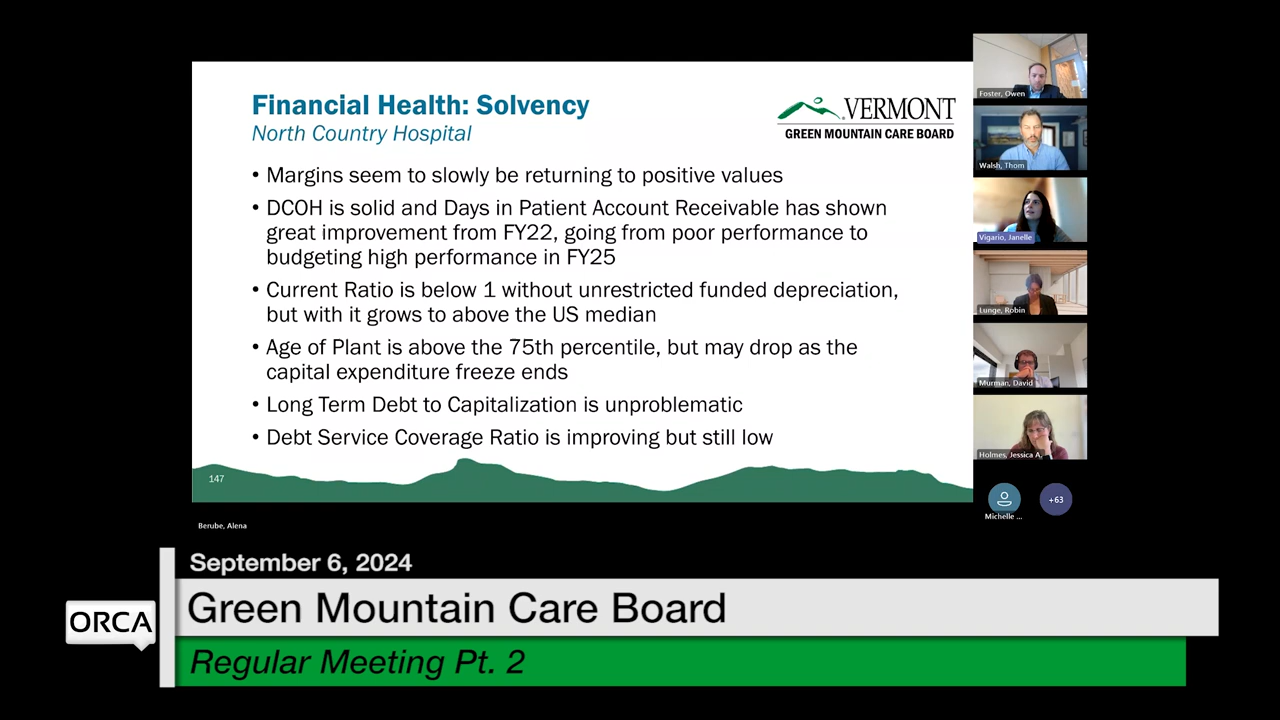 Financial Health: Solvency
North Country Hospital
VERMONT
GREEN MOUNTAIN CARE BOARD
• Margins seem to slowly be returning to positive values
• DCOH is solid and Days in Patient Account Receivable has shown
great improvement from FY22, going from poor performance to
budgeting high performance in FY25
• Current Ratio is below 1 without unrestricted funded depreciation,
but with it grows to above the US median
• Age of Plant is above the 75th percentile, but may drop as the
capital expenditure freeze ends
• Long Term Debt to Capitalization is unproblematic
• Debt Service Coverage Ratio is improving but still low
147
Foster, Owen
Walsh, Thom
Vigario, Janelle
Lunge, Robin
Murman, David
Holmes, Jessica A.
Michelle ...
+63
Berube, Alena
September 6, 2024
ORCA
Green Mountain Care Board
Regular Meeting Pt. 2